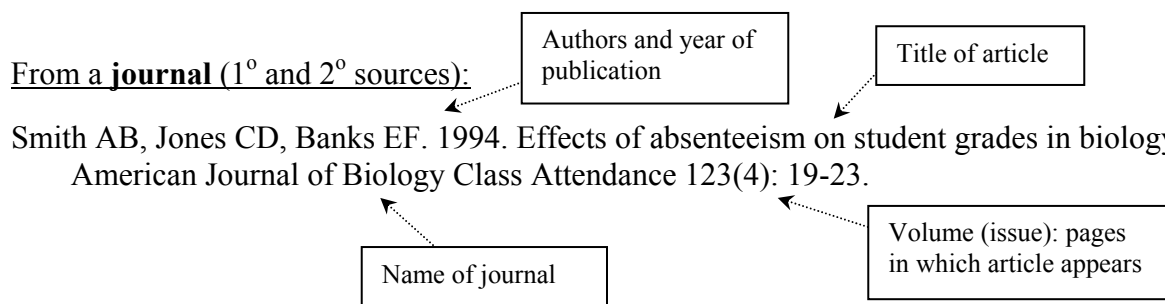 Authors and year of
publication
Title of article
From a journal (1º and 2º sources):
Smith AB, Jones CD, Banks EF. 1994. Effects of absenteeism on student grades in biology
American Journal of Biology Class Attendance 123(4): 19-23.
Name of journal
Volume (issue): pages
in which article appears